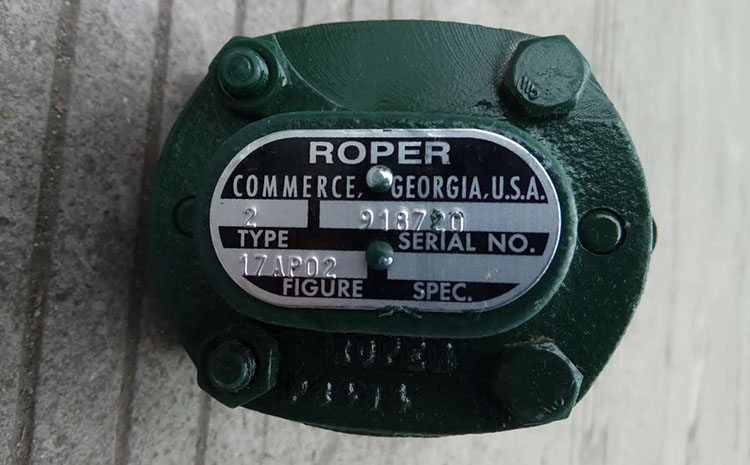 ROPER
COMMERCE, GEORGIA, U.S.A.
2 918720
TYPE SERIAL NO.
17AP02
FIGURE SPEC.
ROPER